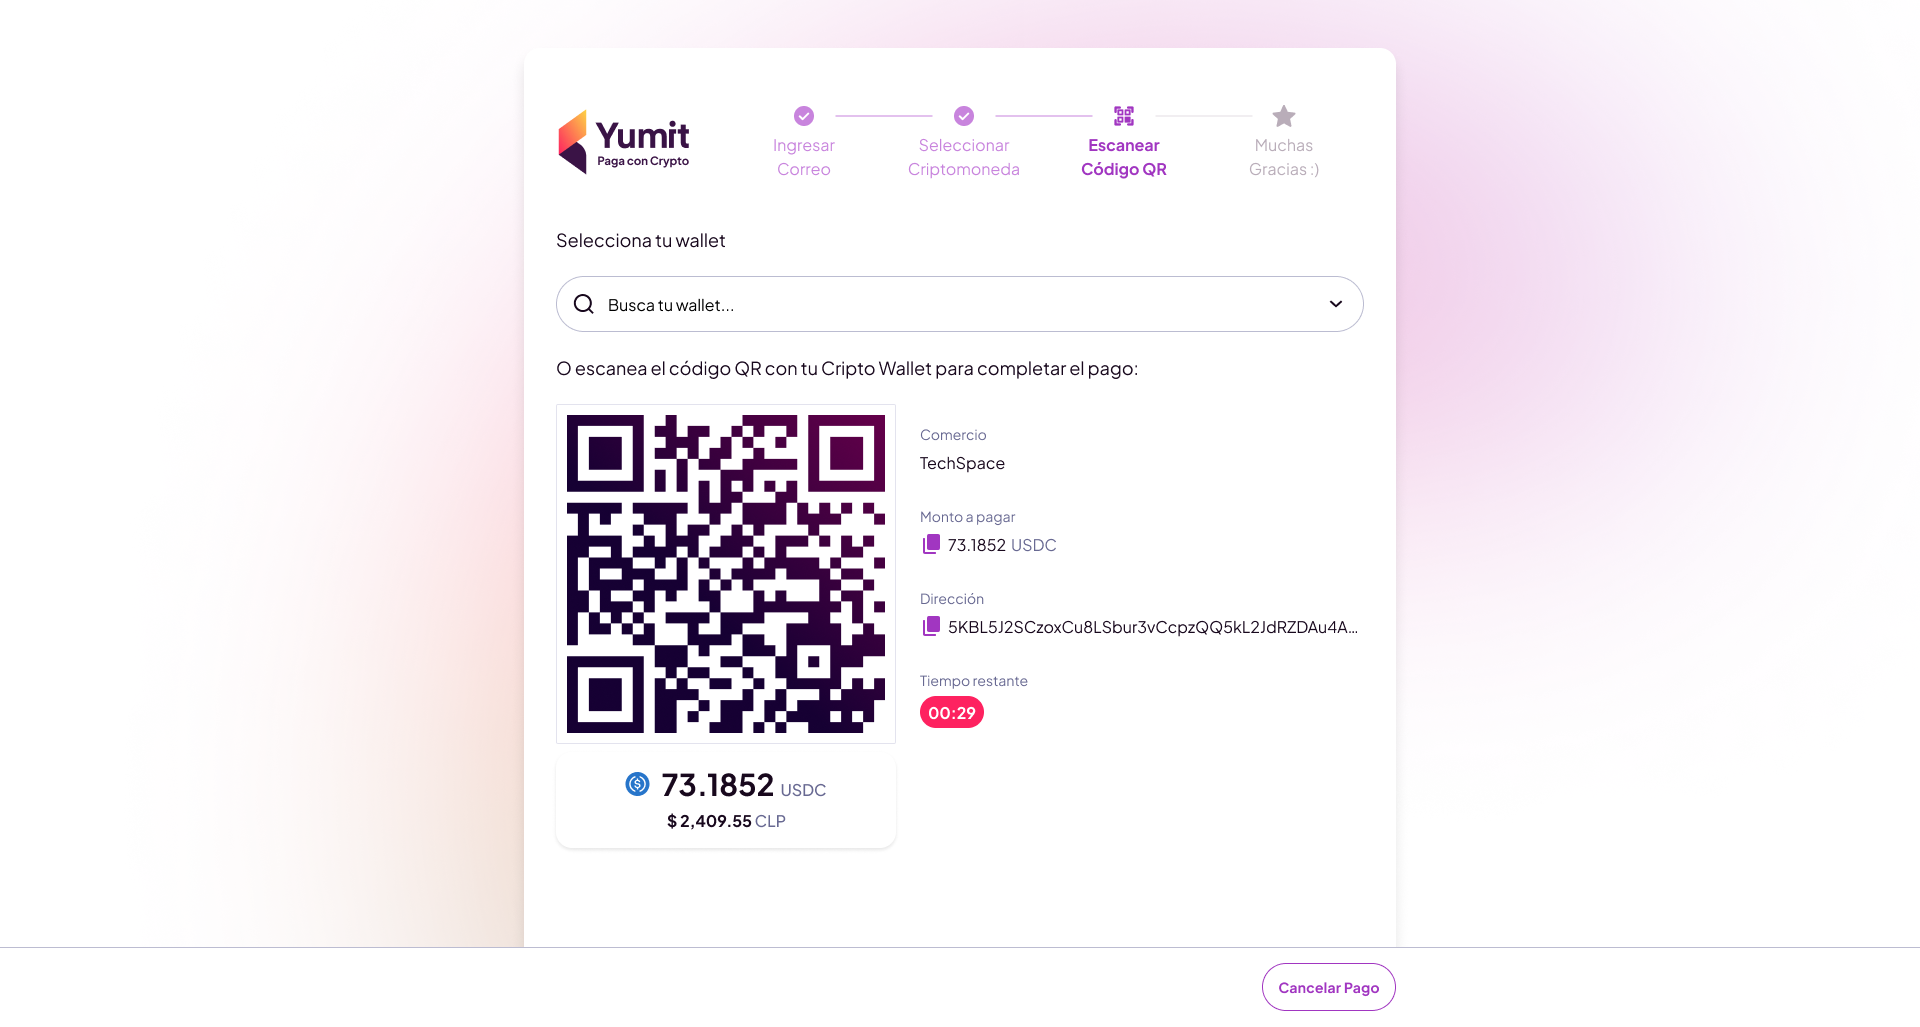 Yumit
Paga con Crypto
Ingresar
Correo
Seleccionar
Criptomoneda
Escanear
Código QR
Muchas
Gracias :)
Selecciona tu wallet
Busca tu wallet...
O escanea el código QR con tu Cripto Wallet para completar el pago:
Comercio
TechSpace
Monto a pagar
73.1852 USDC
Dirección
5KBL5J2SCzoxCu8LSbur3vCcpzQQ5kL2JdRZDAu4A...
Tiempo restante
00:29
73.1852 USDC
$ 2,409.55 CLP
Cancelar Pago